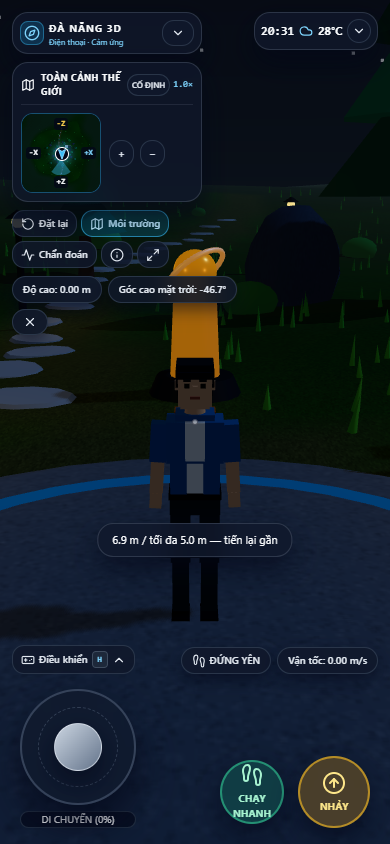 ĐÀ NẴNG 3D
Điện thoại · Cảm ứng
20:31 28°C
TOÀN CẢNH THẾ GIỚI
CỐ ĐỊNH 1.0×
-Z
-X +X
+Z
+ −
Đặt lại Môi trường
Chẩn đoán
Độ cao: 0.00 m Góc cao mặt trời: -46.7°
6.9 m / tối đa 5.0 m — tiến lại gần
Điều khiển H
ĐỨNG YÊN Vận tốc: 0.00 m/s
CHẠY NHANH
NHẢY
DI CHUYỂN (0%)